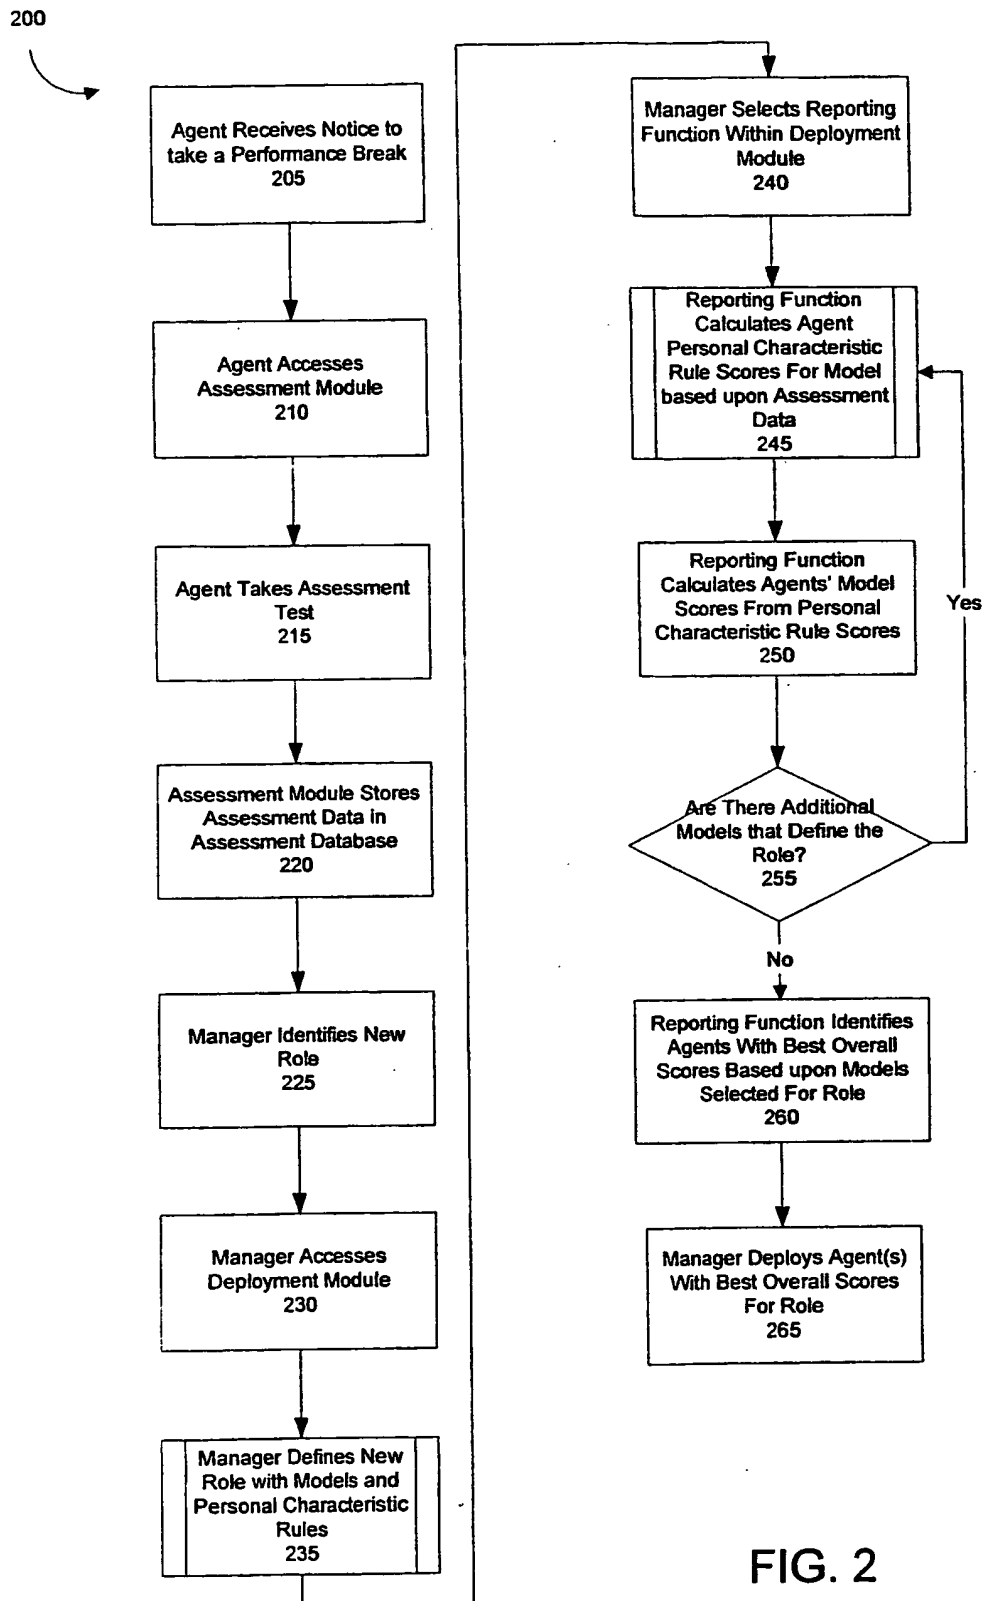 200
Agent Receives Notice to
take a Performance Break
205
Agent Accesses
Assessment Module
210
Agent Takes Assessment
Test
215
Assessment Module Stores
Assessment Data in
Assessment Database
220
Manager Identifies New
Role
225
Manager Accesses
Deployment Module
230
Manager Defines New
Role with Models and
Personal Characteristic
Rules
235
Manager Selects Reporting
Function Within Deployment
Module
240
Reporting Function
Calculates Agent
Personal Characteristic
Rule Scores For Model
based upon Assessment
Data
245
Reporting Function
Calculates Agents' Model
Scores From Personal
Characteristic Rule Scores
250
Yes
Are There Additional
Models that Define the
Role?
255
No
Reporting Function Identifies
Agents With Best Overall
Scores Based upon Models
Selected For Role
260
Manager Deploys Agent(s)
With Best Overall Scores
For Role
265
FIG. 2